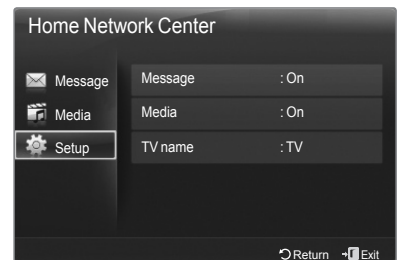 Home Network Center
Message
Media
Setup
Message : On
Media : On
TV name : TV
Return Exit